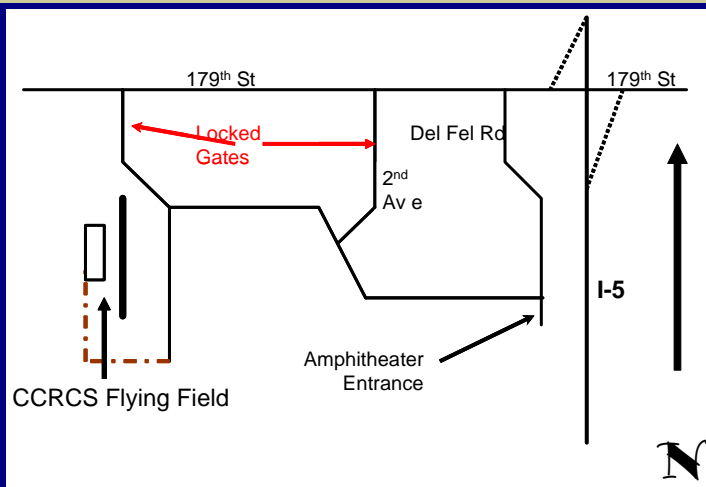 179th St
179th St
Locked
Gates
Del Fel Rd
2nd
Av e
I-5
Amphitheater
Entrance
CCRCS Flying Field
N